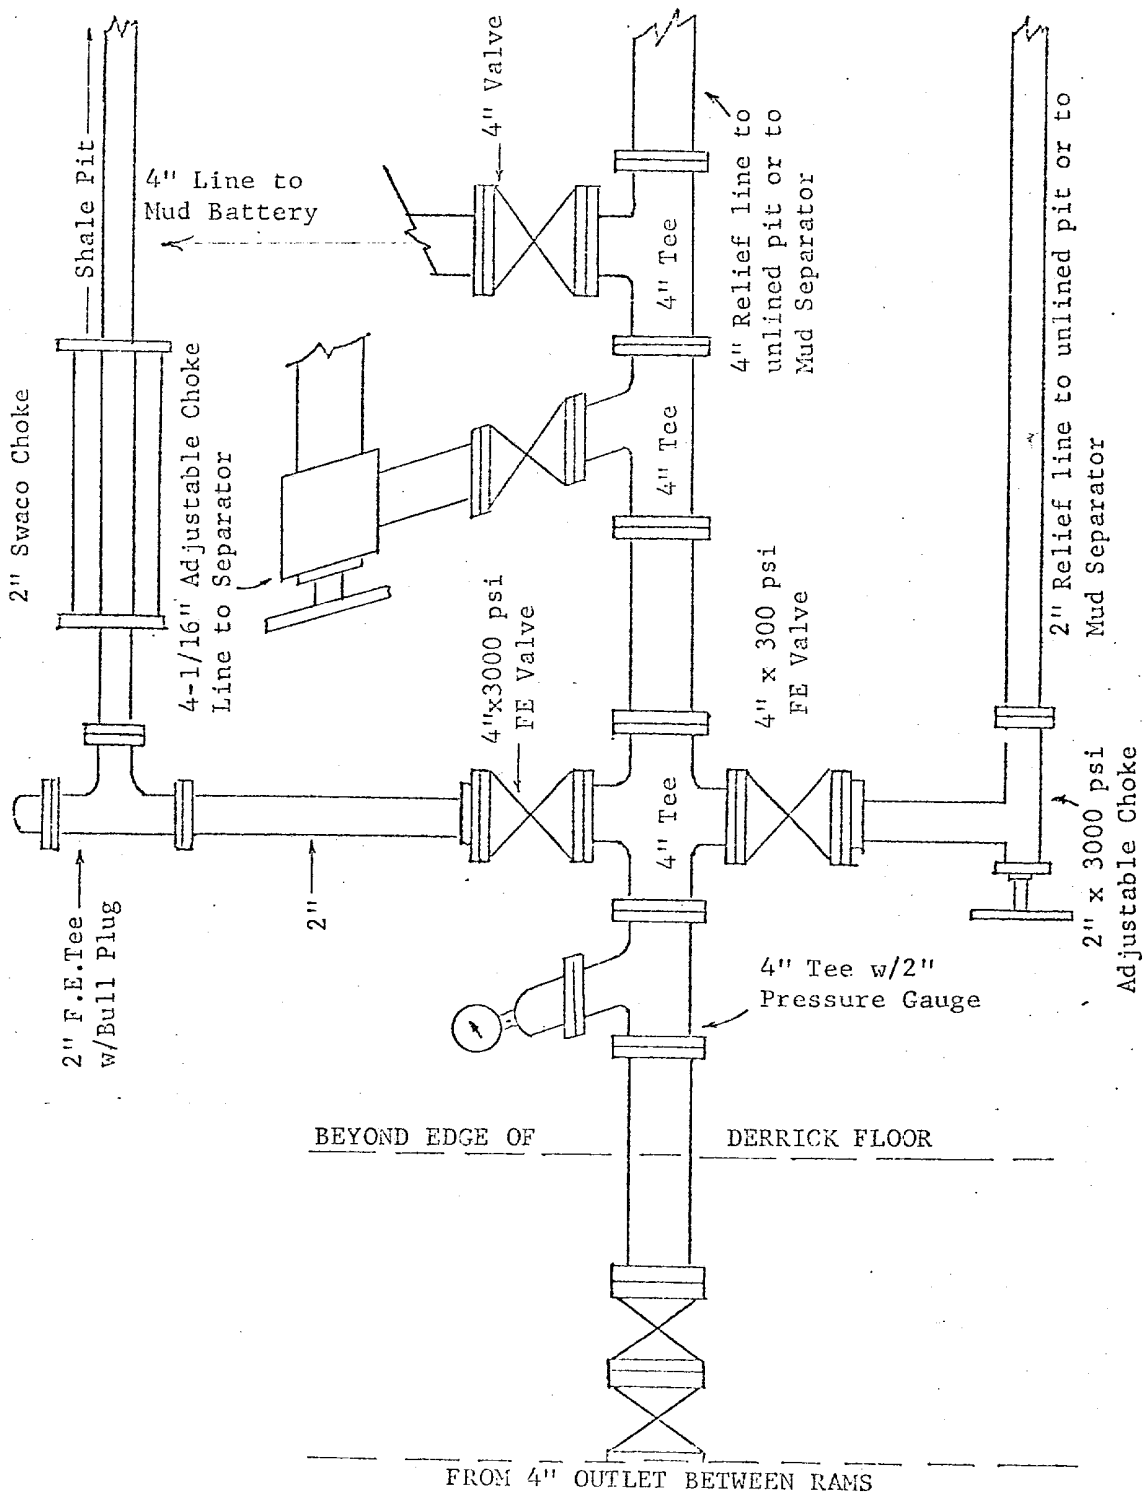 2" Swaco Choke
Shale Pit
4" Line to
Mud Battery
4" Valve
4-1/16" Adjustable Choke
Line to Separator
4" Relief line to
unlined pit or to
Mud Separator
4" Tee
4" Tee
4"x3000 psi
FE Valve
4" x 300 psi
FE Valve
4" Tee
2" Relief line to unlined pit or to
Mud Separator
2" x 3000 psi
Adjustable Choke
2" F.E.Tee
w/Bull Plug
2"
4" Tee w/2"
Pressure Gauge
BEYOND EDGE OF DERRICK FLOOR
FROM 4" OUTLET BETWEEN RAMS